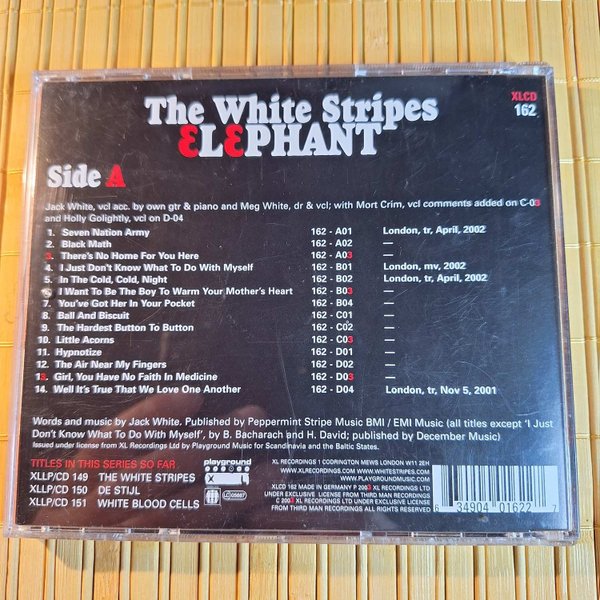 The White Stripes
ELEPHANT
XLCD
162
Side A
Jack White, vcl acc. by own gtr & piano and Meg White, dr & vcl; with Mort Crim, vcl comments added on C-03
and Holly Golightly, vcl on D-04
1. Seven Nation Army 162 - A01 London, tr, April, 2002
2. Black Math 162 - A02 —
3. There's No Home For You Here 162 - A03 —
4. I Just Don't Know What To Do With Myself 162 - B01 London, mv, 2002
5. In The Cold, Cold, Night 162 - B02 London, tr, April, 2002
6. I Want To Be The Boy To Warm Your Mother's Heart 162 - B03 —
7. You've Got Her In Your Pocket 162 - B04 —
8. Ball And Biscuit 162 - C01 —
9. The Hardest Button To Button 162 - C02 —
10. Little Acorns 162 - C03 —
11. Hypnotize 162 - D01 —
12. The Air Near My Fingers 162 - D02 —
13. Girl, You Have No Faith In Medicine 162 - D03 —
14. Well It's True That We Love One Another 162 - D04 London, tr, Nov 5, 2001
Words and music by Jack White. Published by Peppermint Stripe Music BMI / EMI Music (all titles except 'I Just
Don't Know What To Do With Myself', by B. Bacharach and H. David; published by December Music)
Issued under license from XL Recordings Ltd by Playground Music for Scandinavia and the Baltic States.
TITLES IN THIS SERIES SO FAR
XLLP/CD 149 THE WHITE STRIPES
XLLP/CD 150 DE STIJL
XLLP/CD 151 WHITE BLOOD CELLS
playground
LC 05667
XL RECORDINGS 1 CODRINGTON MEWS LONDON W11 2EH
WWW.XLRECORDINGS.COM WWW.WHITESTRIPES.COM
WWW.PLAYGROUNDMUSIC.COM
XLCD 162 MADE IN GERMANY P 2003 XL RECORDINGS LTD
UNDER EXCLUSIVE LICENSE FROM THIRD MAN RECORDINGS
C 2003 XL RECORDINGS LTD UNDER EXCLUSIVE LICENSE
FROM THIRD MAN RECORDINGS ALL RIGHTS RESERVED
6 34904 01622 7